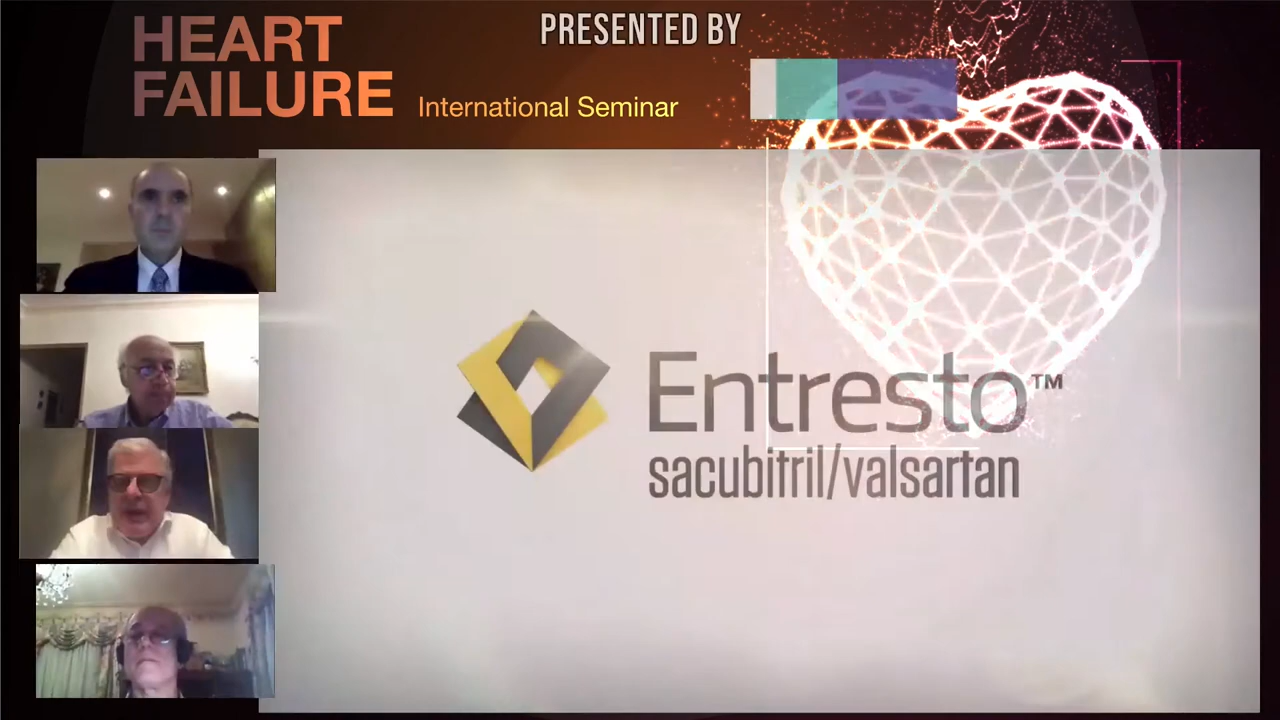 HEART
FAILURE International Seminar
PRESENTED BY
Entresto™
sacubitril/valsartan